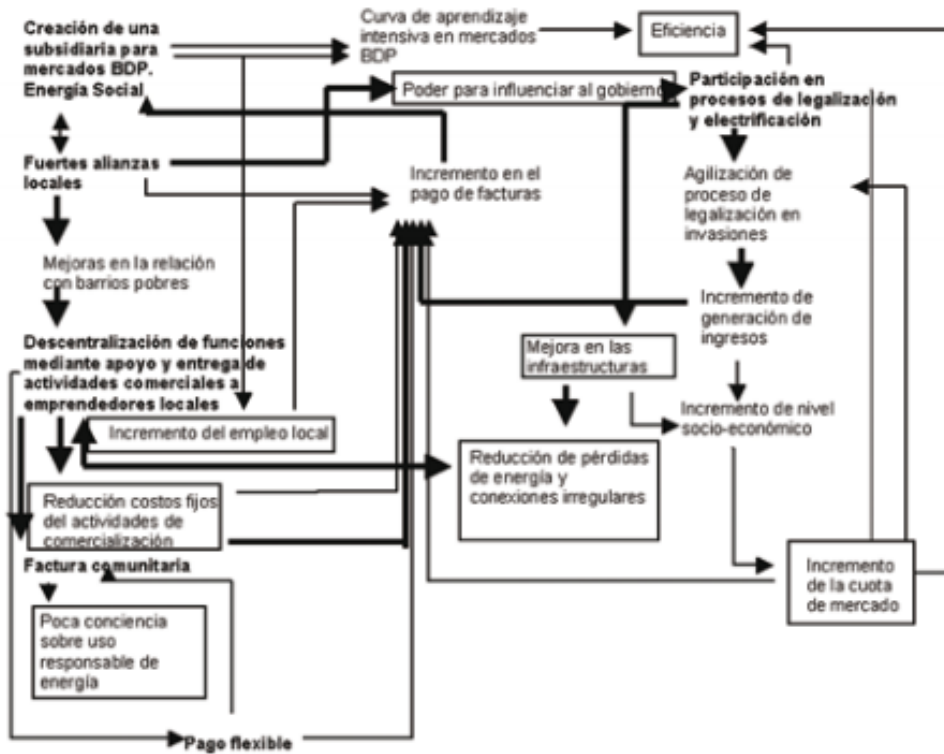 Creación de una
subsidiaria para
mercados BDP.
Energía Social
Curva de aprendizaje
intensiva en mercados
BDP
Eficiencia
Poder para influenciar al gobierno
Participación en
procesos de legalización
y electrificación
Fuertes alianzas
locales
Incremento en el
pago de facturas
Agilización de
proceso de
legalización en
invasiones
Mejoras en la relación
con barrios pobres
Incremento de
generación de
ingresos
Descentralización de funciones
mediante apoyo y entrega de
actividades comerciales a
emprendedores locales
Mejora en las
infraestructuras
Incremento de nivel
socio-económico
Incremento del empleo local
Reducción de pérdidas
de energía y
conexiones irregulares
Reducción costos fijos
del actividades de
comercialización
Factura comunitaria
Incremento
de la cuota
de mercado
Poca conciencia
sobre uso
responsable de
energía
Pago flexible